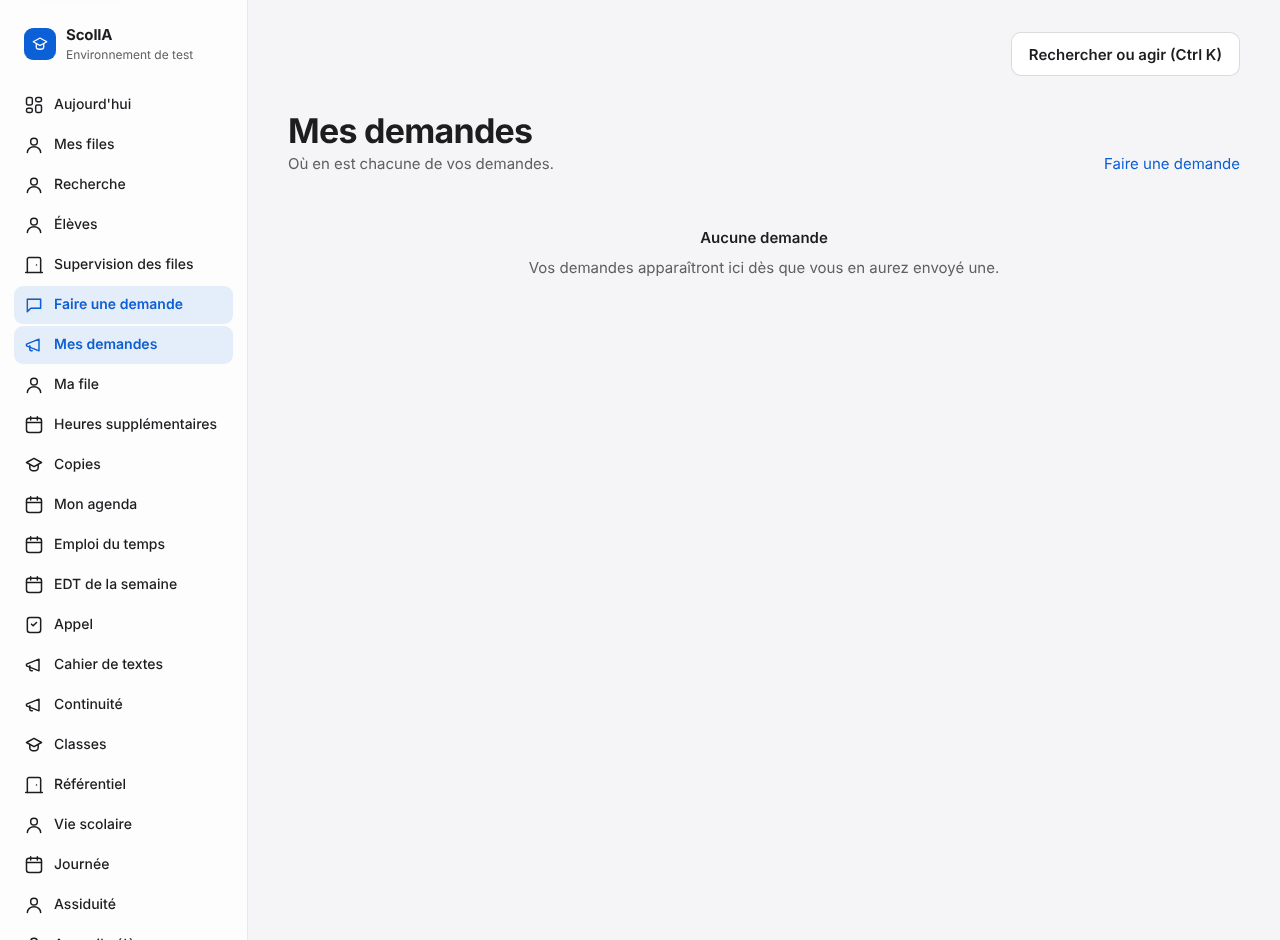 ScolIA
Environnement de test
Aujourd'hui
Mes files
Recherche
Élèves
Supervision des files
Faire une demande
Mes demandes
Ma file
Heures supplémentaires
Copies
Mon agenda
Emploi du temps
EDT de la semaine
Appel
Cahier de textes
Continuité
Classes
Référentiel
Vie scolaire
Journée
Assiduité
Rechercher ou agir (Ctrl K)
Mes demandes
Où en est chacune de vos demandes.
Faire une demande
Aucune demande
Vos demandes apparaîtront ici dès que vous en aurez envoyé une.